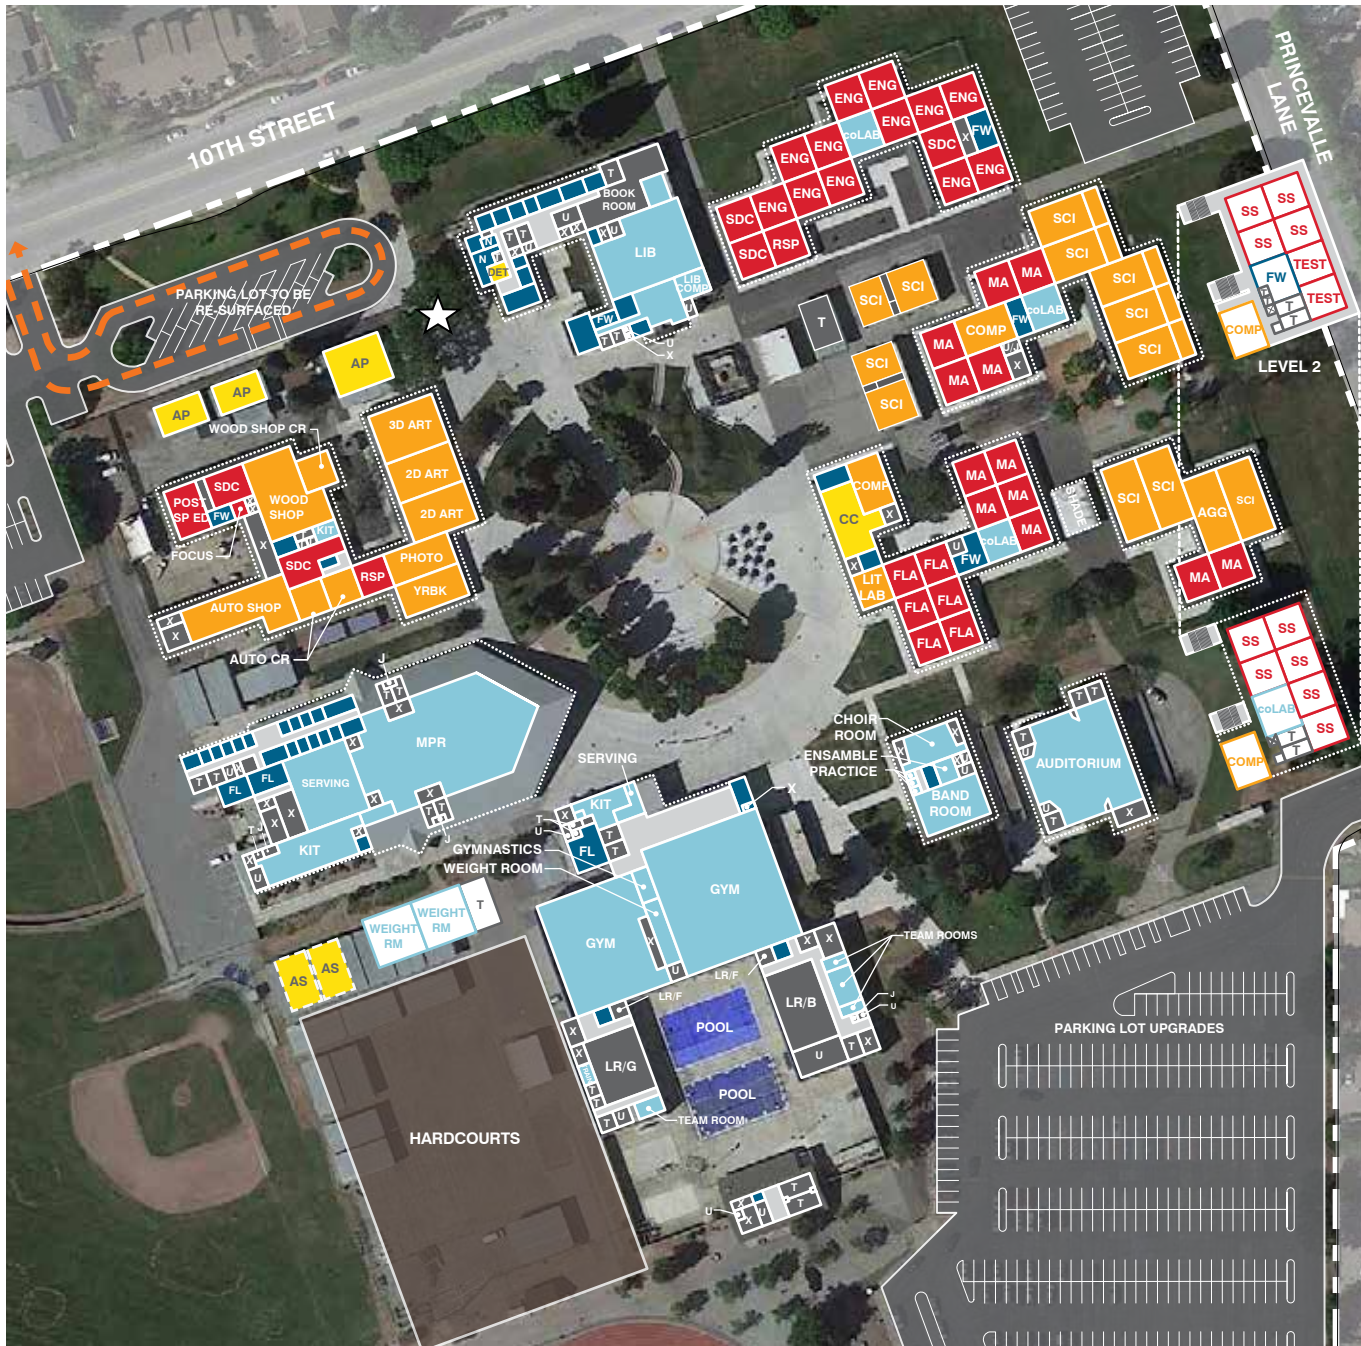 10TH STREET
PRINCEVALLE
LANE
PARKING LOT TO BE
RE-SURFACED
AP
AP
AP
WOOD SHOP CR
BOOK
ROOM
T
U
X
X
X
U
N
N
T
T
T
X
U
DET
LIB
LIB
COMP
U
FW
T
T
U
X
ENG
ENG
ENG
ENG
coLAB
ENG
ENG
SDC
X
FW
ENG
ENG
ENG
ENG
ENG
ENG
SDC
ENG
SDC
RSP
T
SCI
SCI
SCI
SCI
SCI
SCI
MA
MA
COMP
FW
coLAB
MA
MA
MA
U/J
X
SCI
SCI
SCI
SS
SS
SS
SS
TEST
FW
TEST
T
T
COMP
LEVEL 2
3D ART
2D ART
2D ART
PHOTO
YRBK
RSP
SDC
POST
SP ED
FW
WOOD
SHOP
KIT
X
FOCUS
SDC
AUTO SHOP
X
X
AUTO CR
COMP
CC
X
X
LIT
LAB
FLA
FLA
FLA
FLA
FLA
FLA
U
FW
coLAB
MA
MA
MA
MA
MA
SHADE
SCI
SCI
AGG
SCI
MA
MA
SS
SS
SS
SS
SS
SS
coLAB
T
T
COMP
J
T
T
X
MPR
X
T
T
U
N
FL
FL
SERVING
X
X
X
X
X
T
T
J
T
J
X
U
KIT
SERVING
KIT
X
T
U
T
T
J
FL
X
GYMNASTICS
WEIGHT ROOM
GYM
GYM
X
U
CHOIR
ROOM
ENSAMBLE
PRACTICE
X
X
X
U
U
BAND
ROOM
T
T
T
U
AUDITORIUM
U
T
X
WEIGHT
RM
WEIGHT
RM
T
AS
AS
LR/F
LR/F
X
X
TEAM ROOMS
LR/B
J
U
U
T
X
POOL
POOL
X
X
LR/G
T
T
T
U
TEAM ROOM
HARDCOURTS
PARKING LOT UPGRADES
X
X
U
T
T
U